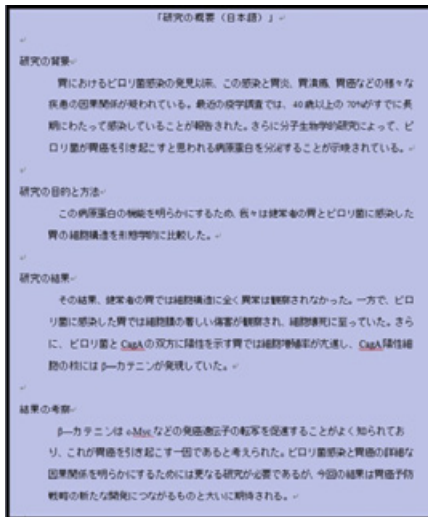 「研究の概要（日本語）」
研究の背景
胃におけるピロリ菌感染の発見以来、この感染と胃炎、胃潰瘍、胃癌などの様々な
疾患の因果関係が疑われている。最近の疫学調査では、40歳以上の70%がすでに長
期にわたって感染していることが報告された。さらに分子生物学的研究によって、ピ
ロリ菌が胃癌を引き起こすと思われる病原蛋白を分泌することが示唆されている。
研究の目的と方法
この病原蛋白の機能を明らかにするため、我々は健常者の胃とピロリ菌に感染した
胃の細胞構造を形態学的に比較した。
研究の結果
その結果、健常者の胃では細胞構造に全く異常は観察されなかった。一方で、ピロ
リ菌に感染した胃では細胞膜の著しい傷害が観察され、細胞壊死に至っていた。さら
に、ピロリ菌とCagAの双方に陽性を示す胃では細胞増殖率が亢進し、CagA陽性細
胞の核にはβ―カテニンが発現していた。
結果の考察
β―カテニンはc-Mycなどの発癌遺伝子の転写を促進することがよく知られてお
り、これが胃癌を引き起こす一因であると考えられた。ピロリ菌感染と胃癌の詳細な
因果関係を明らかにするためには更なる研究が必要であるが、今回の結果は胃癌予防
戦略の新たな開発につながるものと大いに期待される。